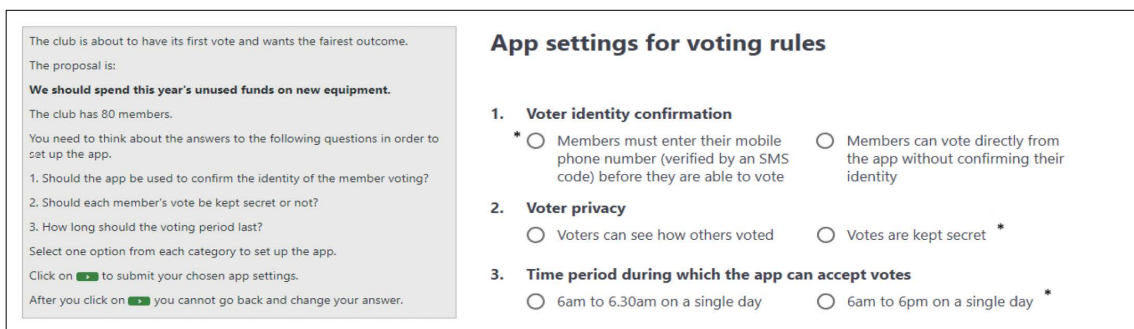 The club is about to have its first vote and wants the fairest outcome.
The proposal is:
We should spend this year's unused funds on new equipment.
The club has 80 members.
You need to think about the answers to the following questions in order to
set up the app.
1. Should the app be used to confirm the identity of the member voting?
2. Should each member's vote be kept secret or not?
3. How long should the voting period last?
Select one option from each category to set up the app.
Click on to submit your chosen app settings.
After you click on you cannot go back and change your answer.
App settings for voting rules
1. Voter identity confirmation
* Members must enter their mobile
phone number (verified by an SMS
code) before they are able to vote
Members can vote directly from
the app without confirming their
identity
2. Voter privacy
Voters can see how others voted
Votes are kept secret *
3. Time period during which the app can accept votes
6am to 6.30am on a single day
6am to 6pm on a single day *